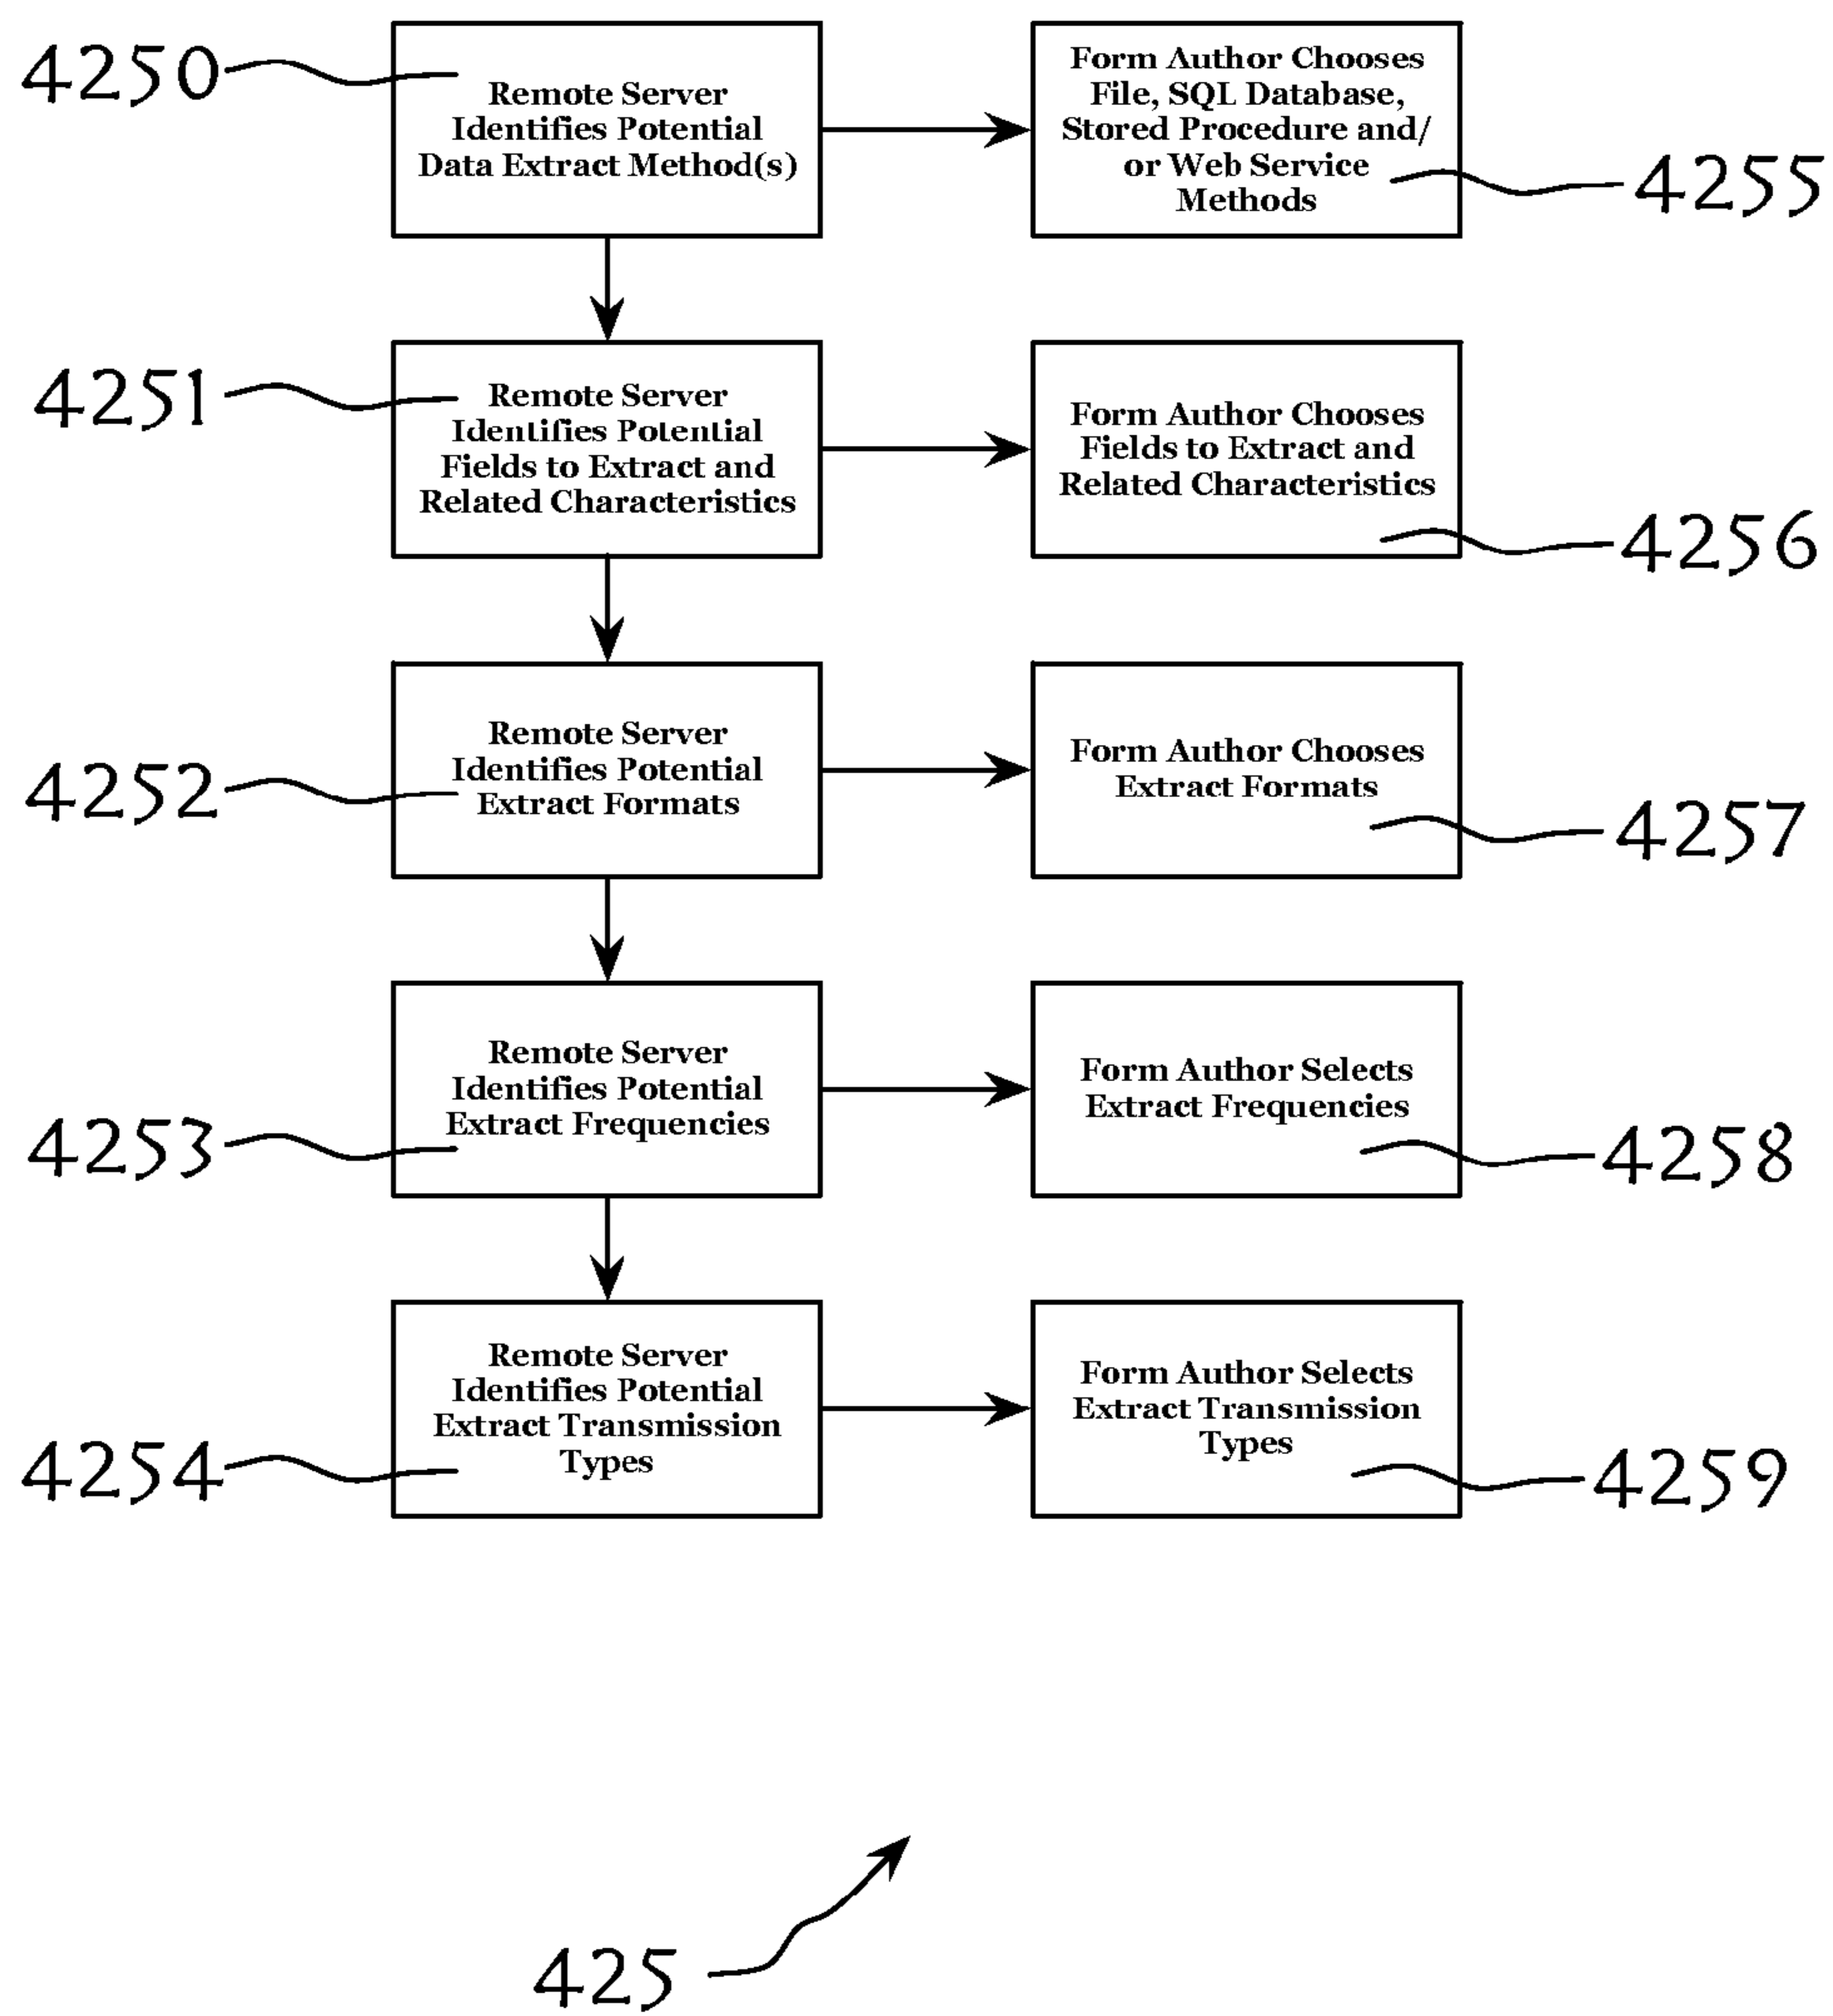 4250
Remote Server
Identifies Potential
Data Extract Method(s)
Form Author Chooses
File, SQL Database,
Stored Procedure and/
or Web Service
Methods
4255
4251
Remote Server
Identifies Potential
Fields to Extract and
Related Characteristics
Form Author Chooses
Fields to Extract and
Related Characteristics
4256
4252
Remote Server
Identifies Potential
Extract Formats
Form Author Chooses
Extract Formats
4257
4253
Remote Server
Identifies Potential
Extract Frequencies
Form Author Selects
Extract Frequencies
4258
4254
Remote Server
Identifies Potential
Extract Transmission
Types
Form Author Selects
Extract Transmission
Types
4259
425